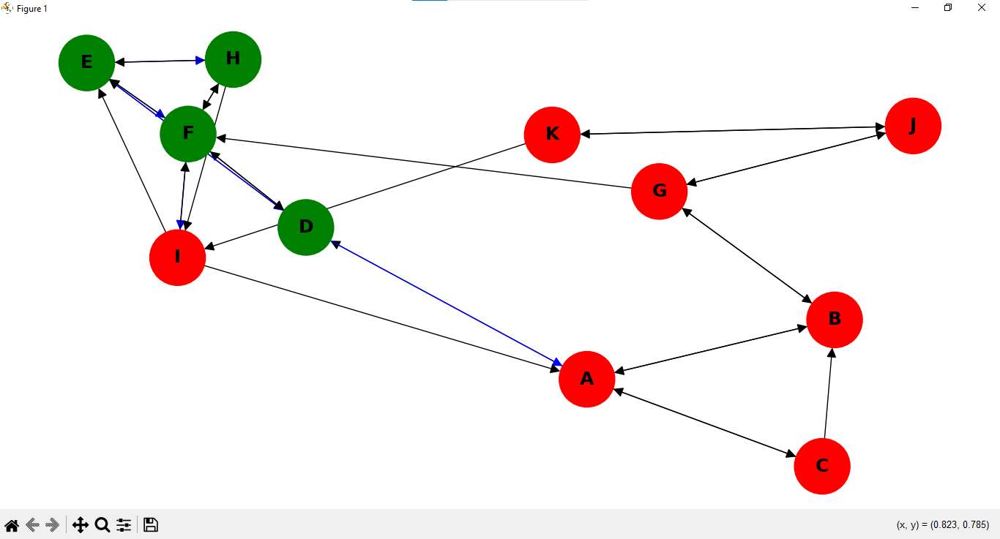 Figure 1
E
H
F
K
J
G
D
I
B
A
C
(x, y) = (0.823, 0.785)